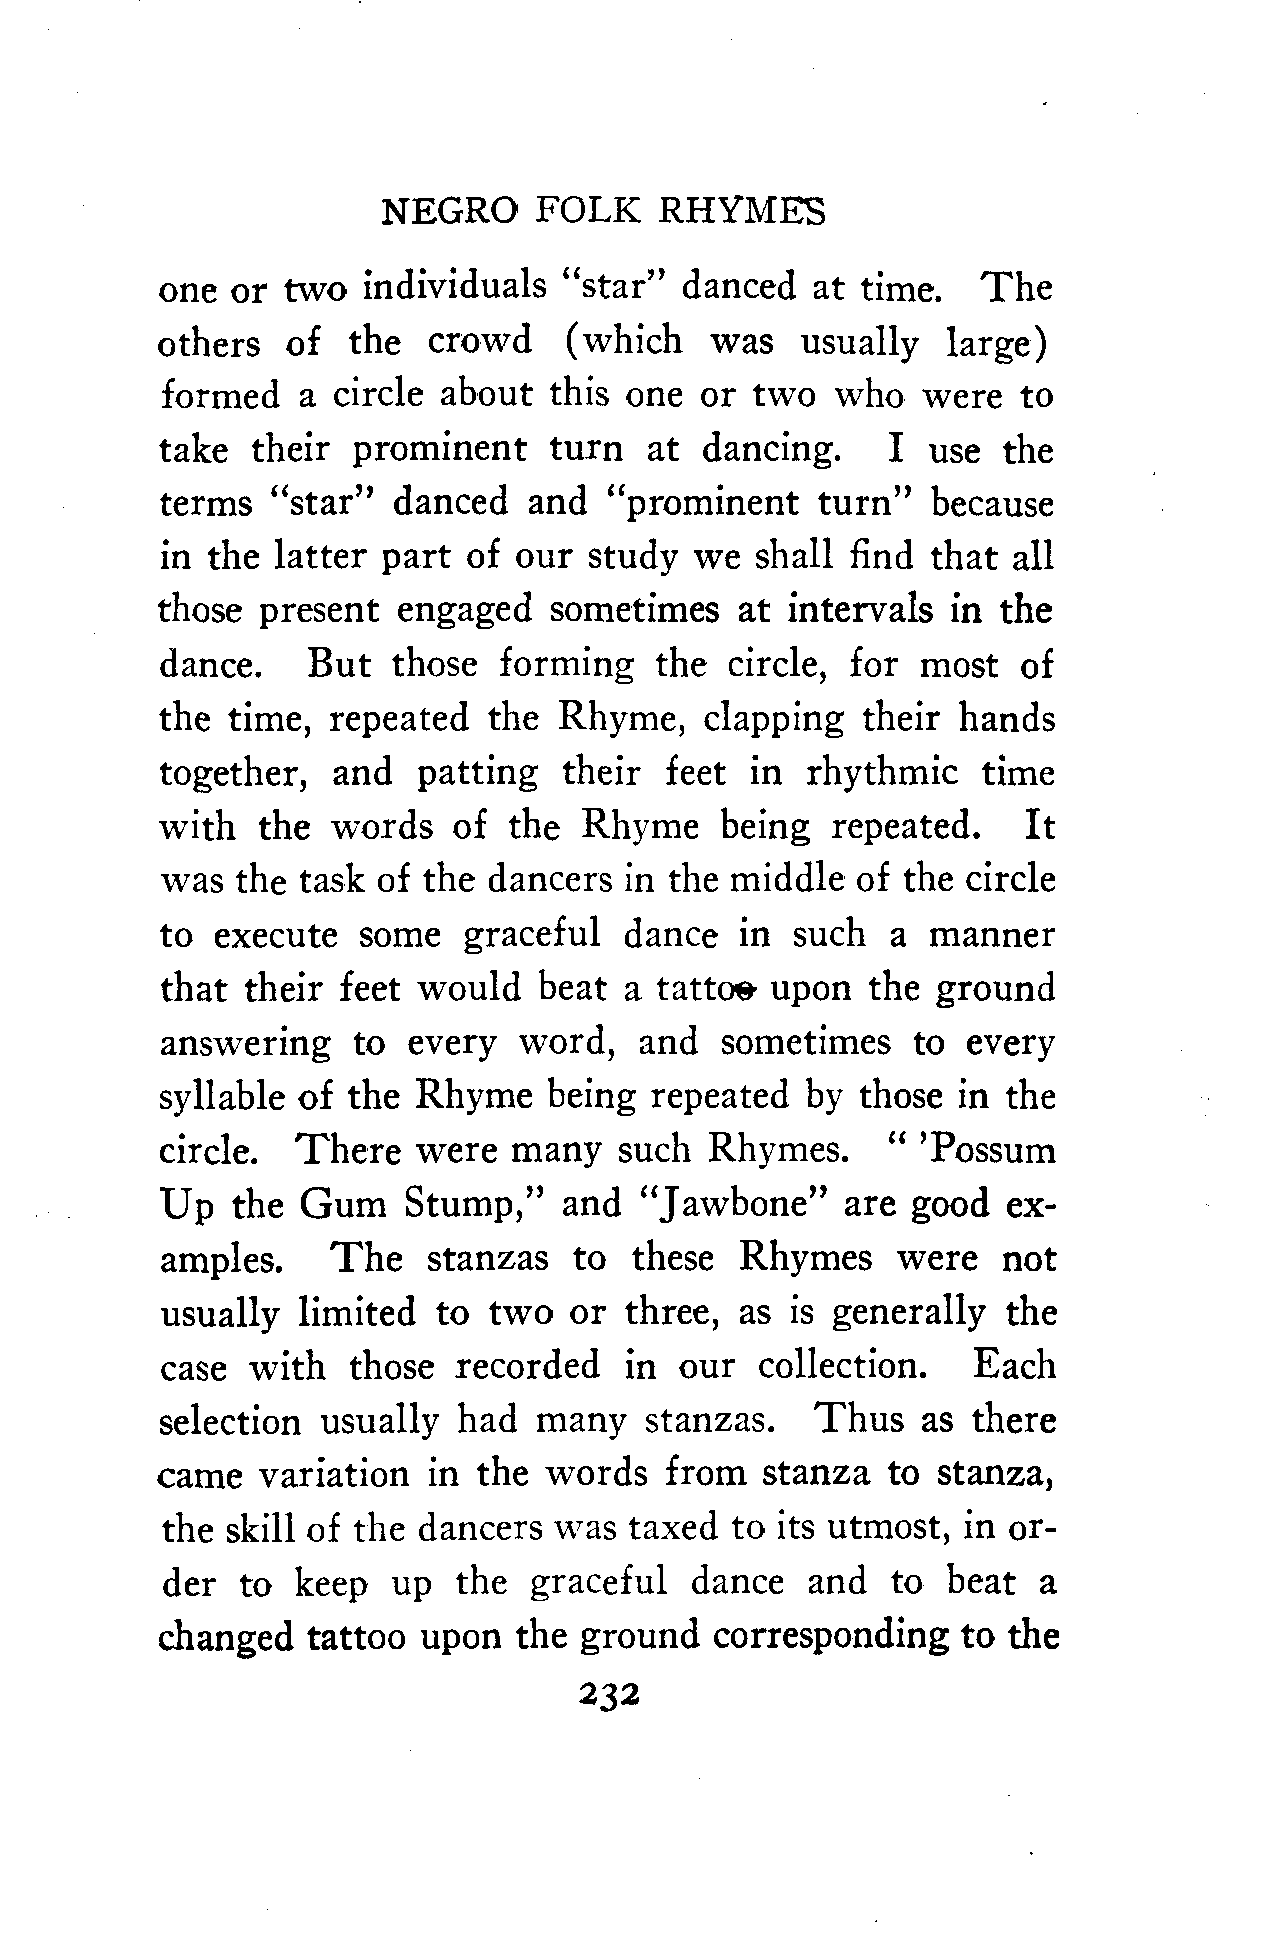 NEGRO FOLK RHYMES
one or two individuals “star” danced at time. The
others of the crowd (which was usually large)
formed a circle about this one or two who were to
take their prominent turn at dancing. I use the
terms “star” danced and “prominent turn” because
in the latter part of our study we shall find that all
those present engaged sometimes at intervals in the
dance. But those forming the circle, for most of
the time, repeated the Rhyme, clapping their hands
together, and patting their feet in rhythmic time
with the words of the Rhyme being repeated. It
was the task of the dancers in the middle of the circle
to execute some graceful dance in such a manner
that their feet would beat a tattoo upon the ground
answering to every word, and sometimes to every
syllable of the Rhyme being repeated by those in the
circle. There were many such Rhymes. “ ’Possum
Up the Gum Stump,” and “Jawbone” are good ex-
amples. The stanzas to these Rhymes were not
usually limited to two or three, as is generally the
case with those recorded in our collection. Each
selection usually had many stanzas. Thus as there
came variation in the words from stanza to stanza,
the skill of the dancers was taxed to its utmost, in or-
der to keep up the graceful dance and to beat a
changed tattoo upon the ground corresponding to the
232